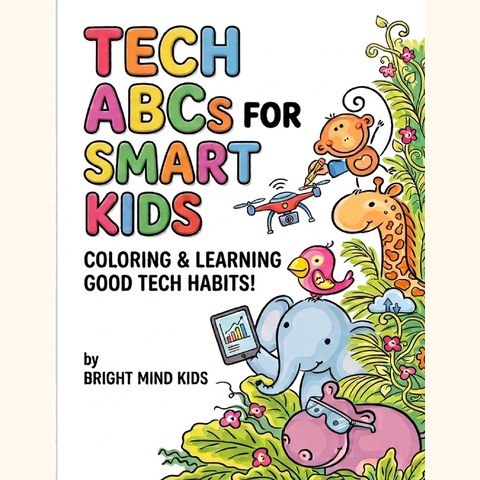 TECH
ABCs FOR
SMART
KIDS
COLORING & LEARNING
GOOD TECH HABITS!
by
BRIGHT MIND KIDS